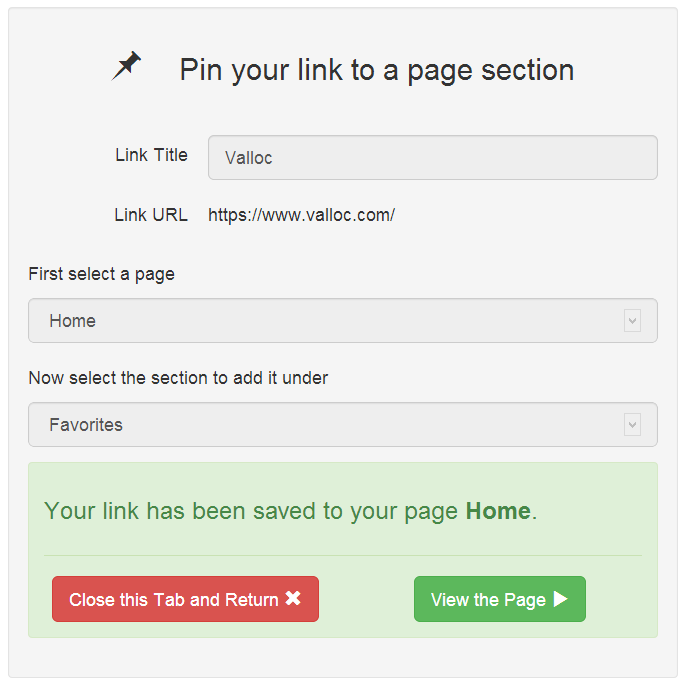 Pin your link to a page section
Link Title Valloc
Link URL https://www.valloc.com/
First select a page
Home
Now select the section to add it under
Favorites
Your link has been saved to your page Home.
Close this Tab and Return View the Page